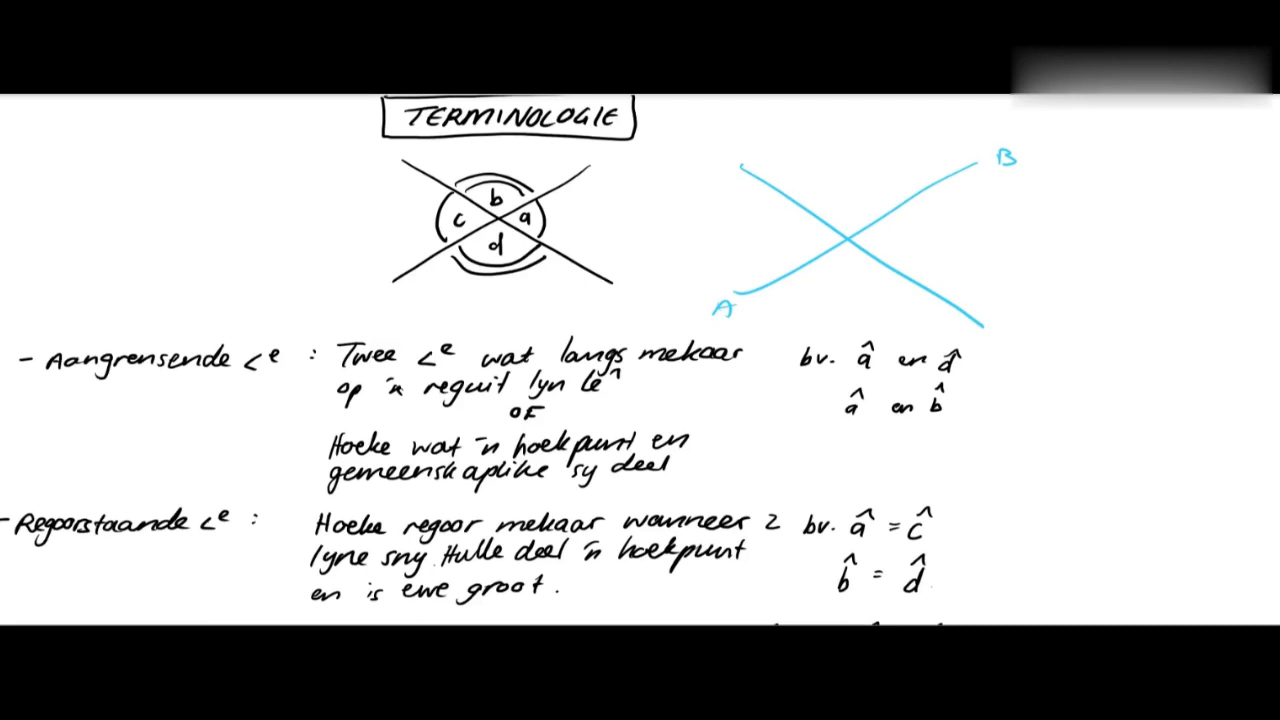 TERMINOLOGIE
B
b
c
a
d
A
- Aangrensende <e : Twee <e wat langs mekaar bv. â en d̂
op 'n reguit lyn lê
â en b̂
OF
Hoeke wat 'n hoekpunt en
gemeenskaplike sy deel
- Regoorstaande <e : Hoeke regoor mekaar wanneer 2 bv. â = ĉ
lyne sny. Hulle deel 'n hoekpunt
b̂ = d̂
en is ewe groot.